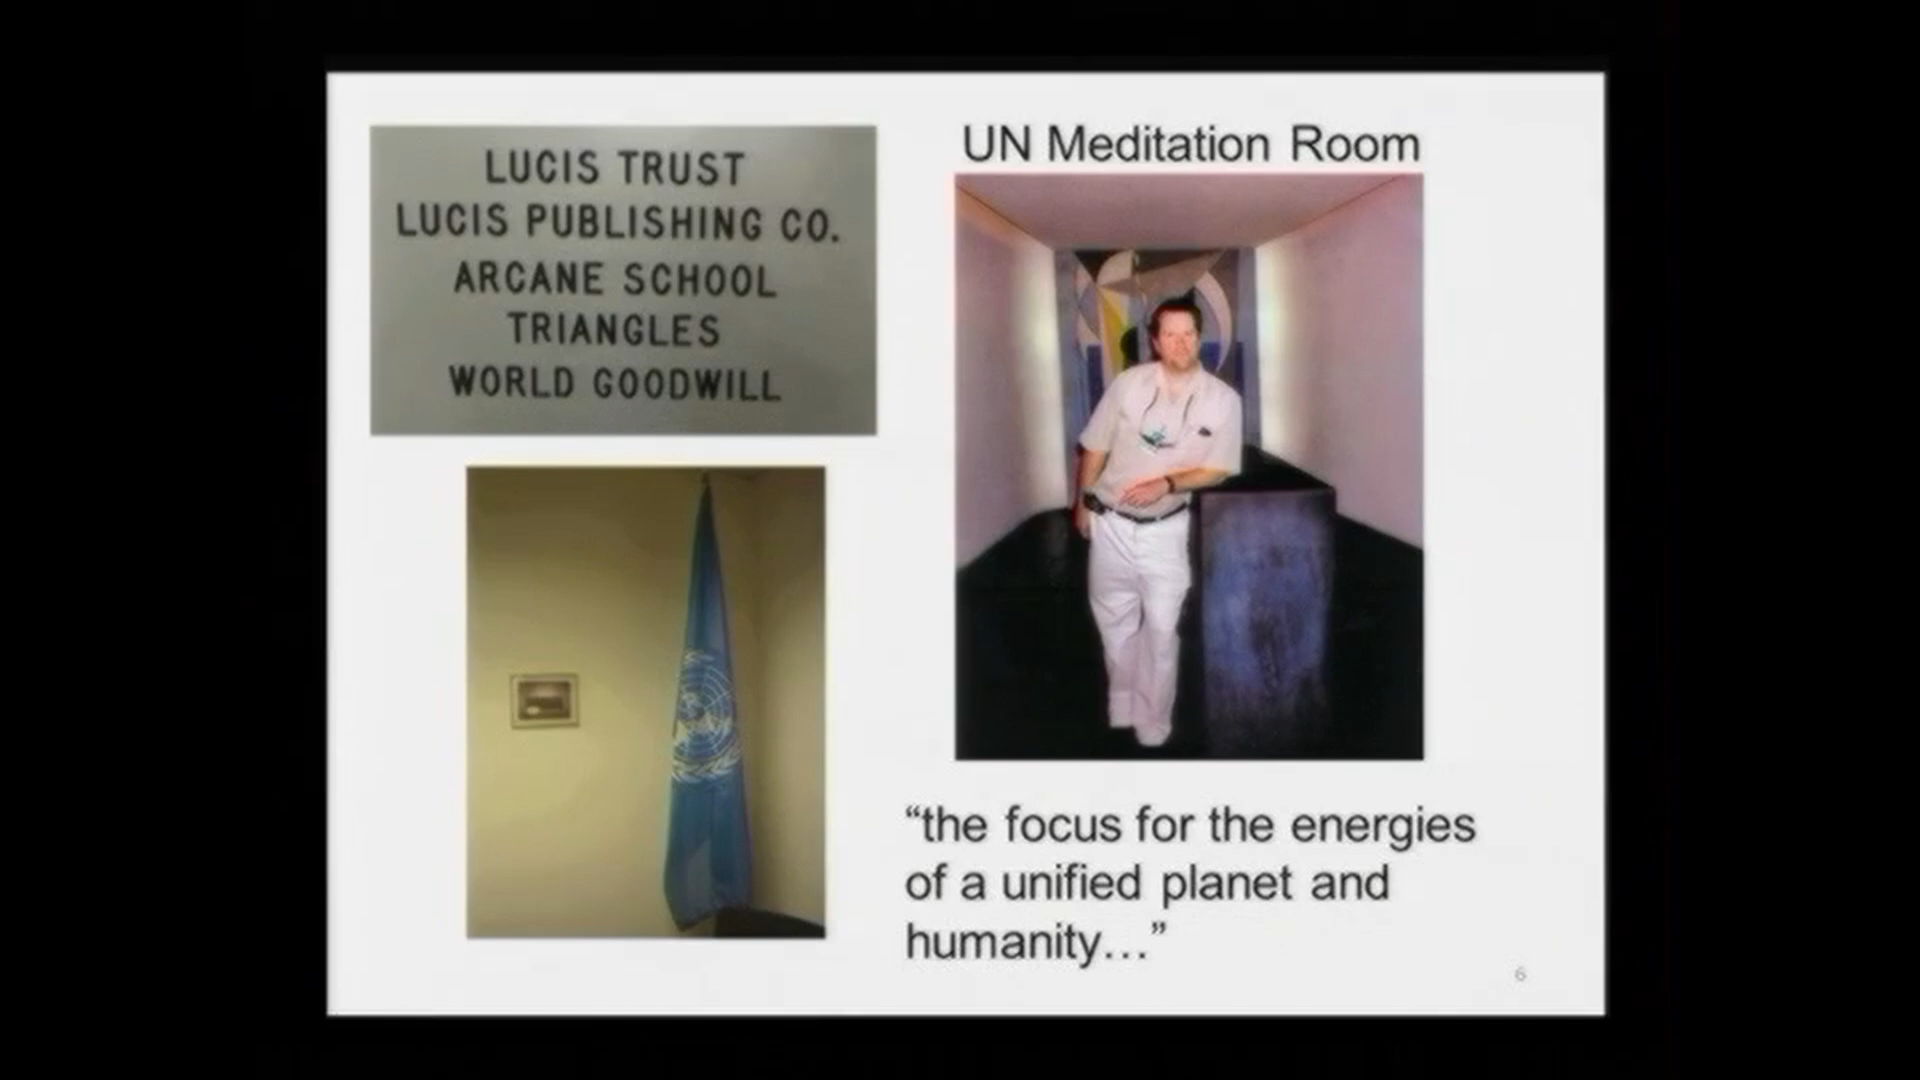 LUCIS TRUST
LUCIS PUBLISHING CO.
ARCANE SCHOOL
TRIANGLES
WORLD GOODWILL
UN Meditation Room
“the focus for the energies
of a unified planet and
humanity…”
6